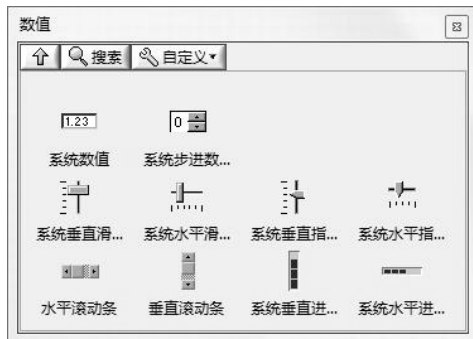 数值
搜索 自定义
1.23 0
系统数值 系统步进数...
系统垂直滑... 系统水平滑... 系统垂直指... 系统水平指...
水平滚动条 垂直滚动条 系统垂直进... 系统水平进...